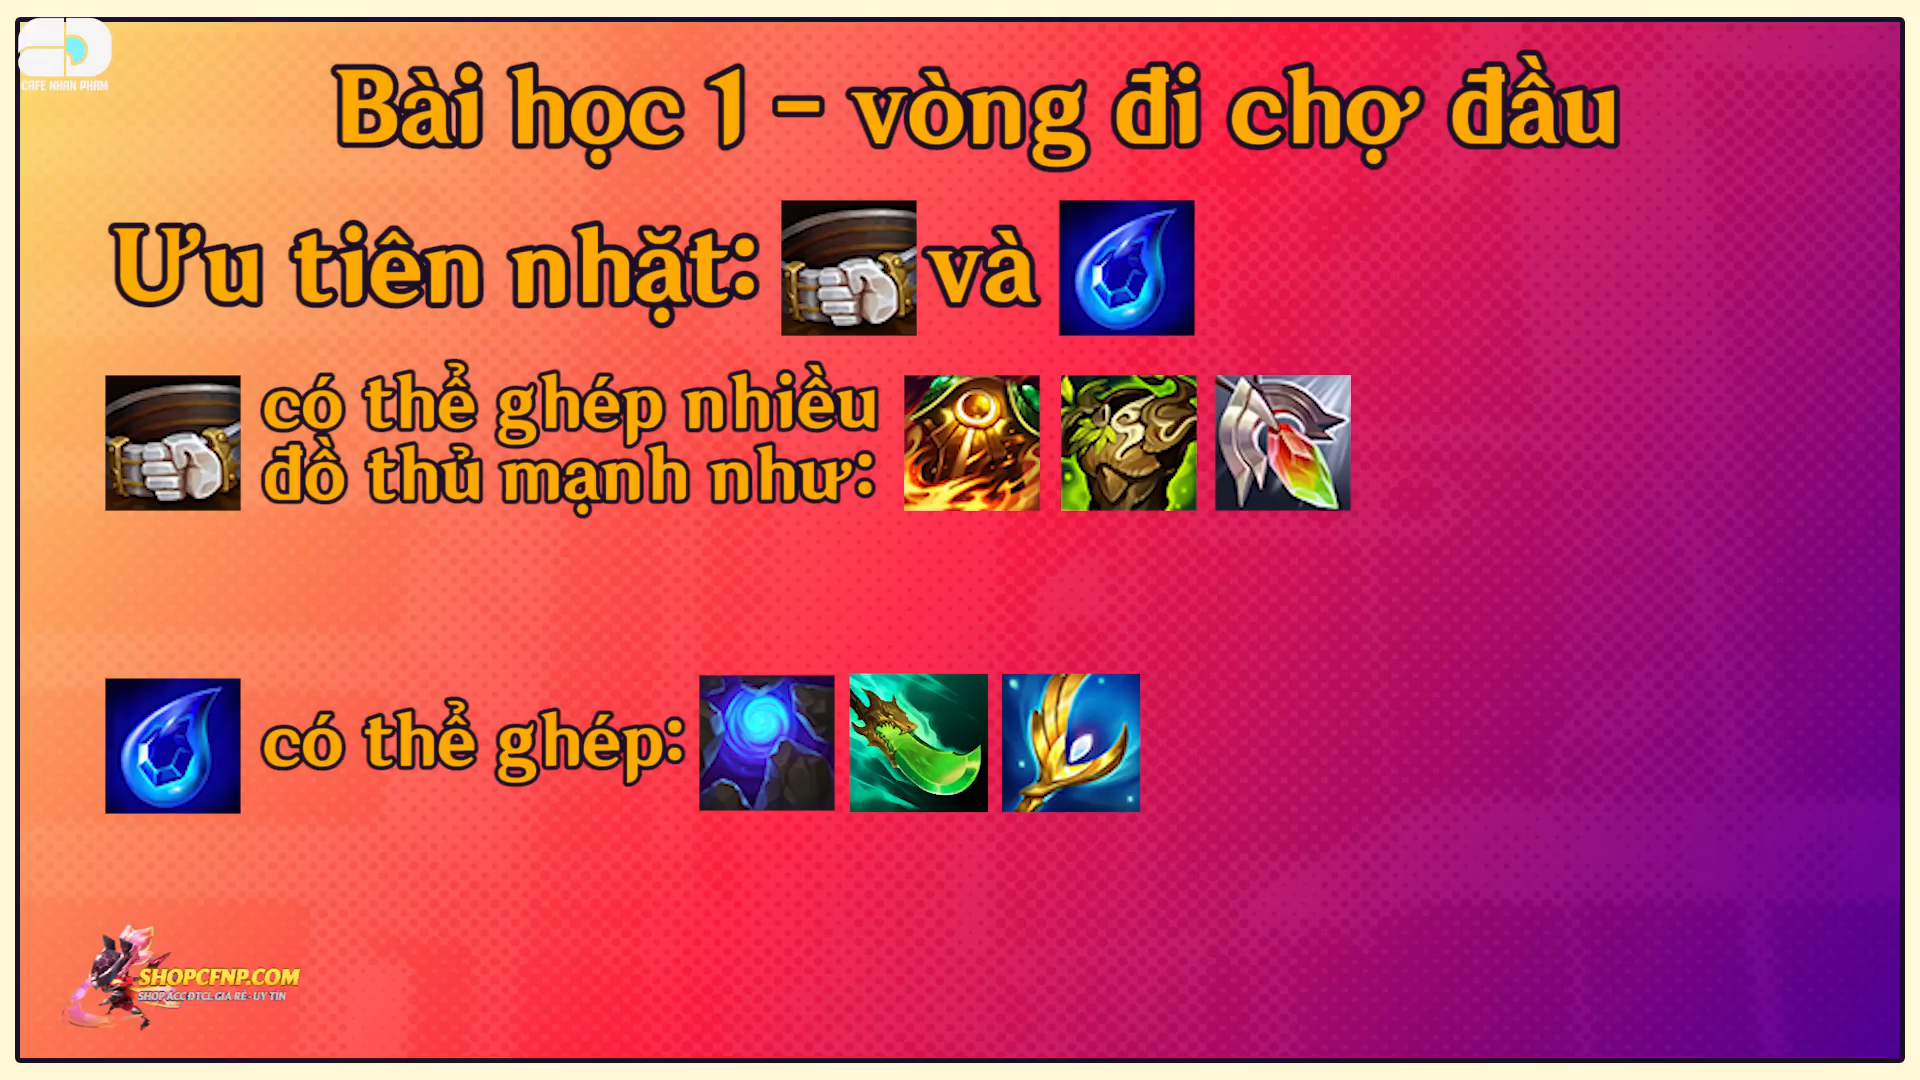 CAFE NHAN PHAM
Bài học 1 - vòng đi chợ đầu
Ưu tiên nhặt: và
có thể ghép nhiều
đồ thủ mạnh như:
có thể ghép:
SHOPCFNP.COM
SHOP ACC ĐTCL GIÁ RẺ - UY TÍN